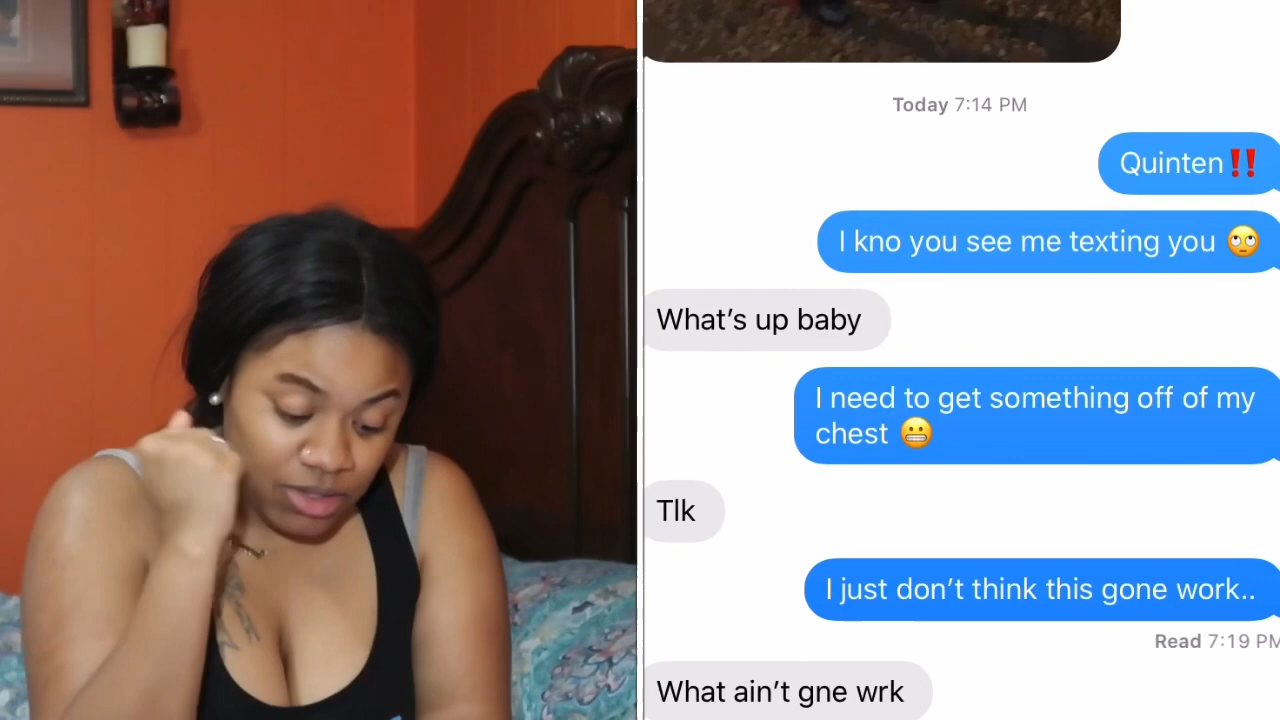 Today 7:14 PM
Quinten‼️
I kno you see me texting you 🙄
What's up baby
I need to get something off of my
chest 😬
Tlk
I just don't think this gone work..
Read 7:19 PM
What ain't gne wrk